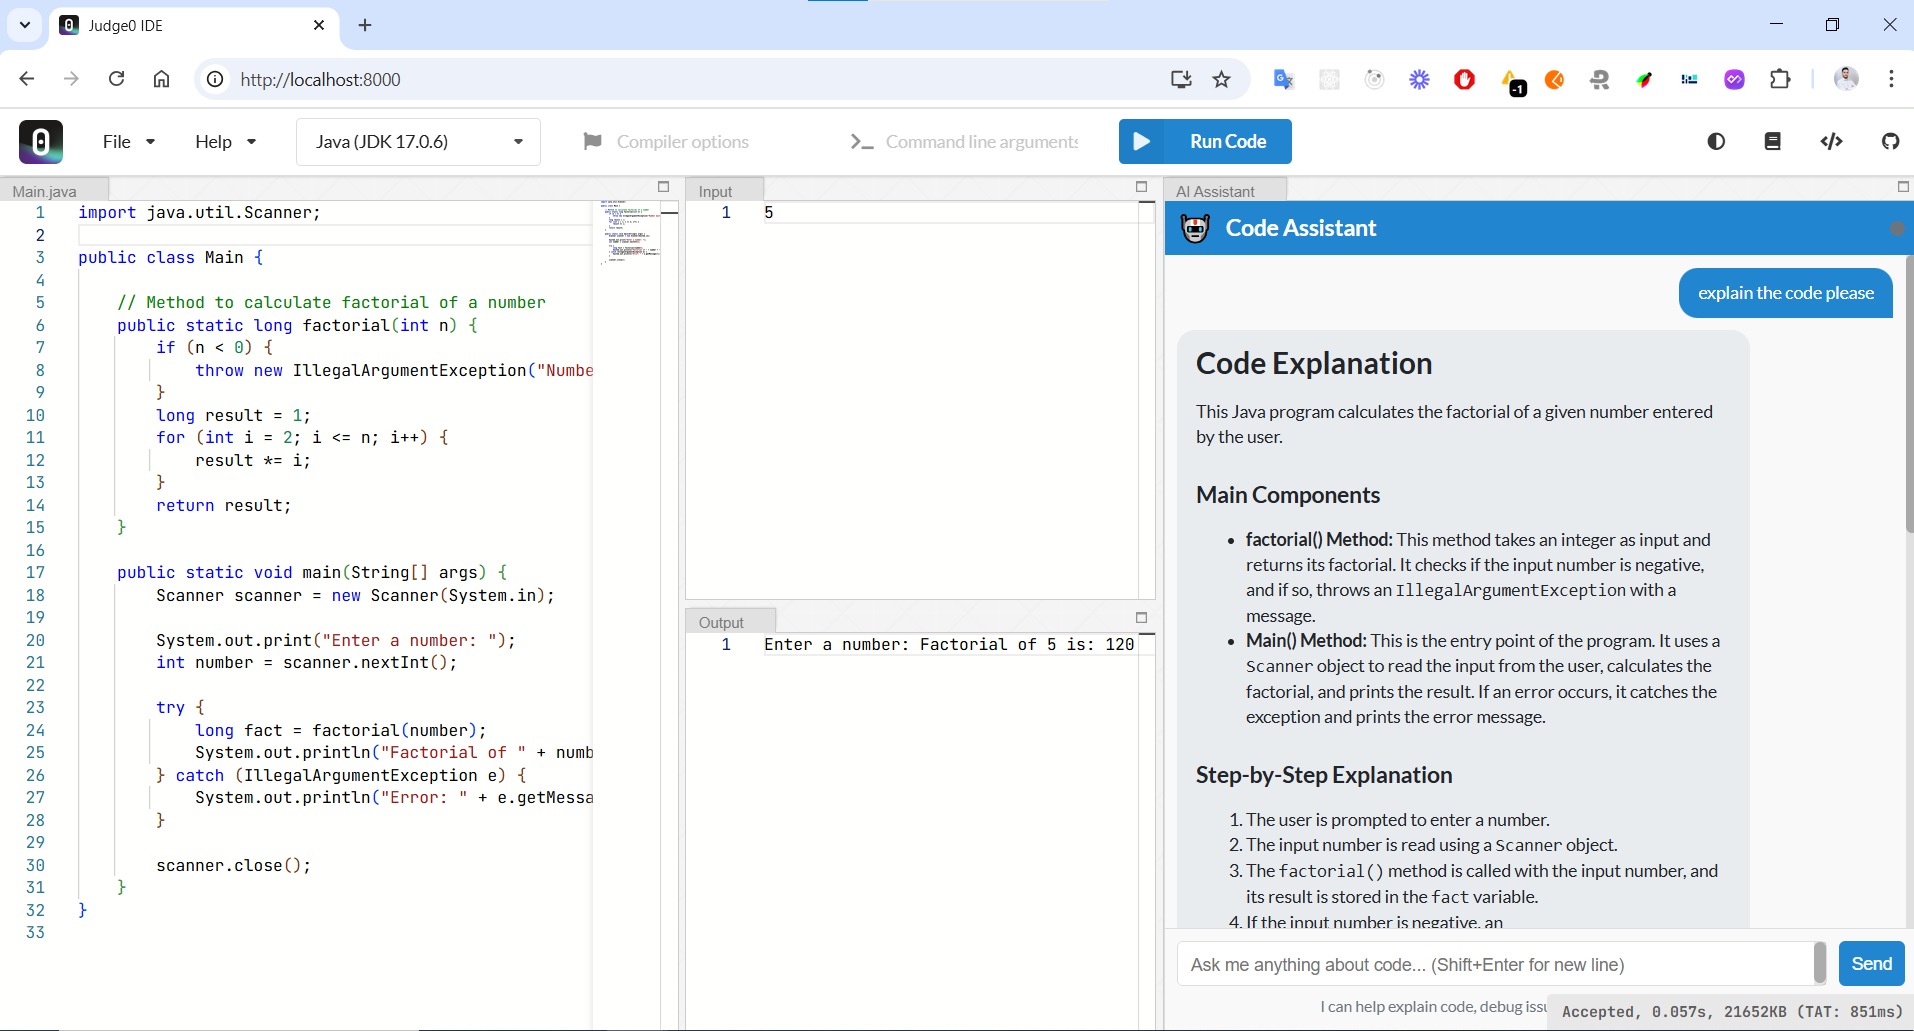 Judge0 IDE
http://localhost:8000
-1
File
Help
Java (JDK 17.0.6)
Compiler options
Command line arguments
Run Code
Main.java
1 import java.util.Scanner;
2
3 public class Main {
4
5 // Method to calculate factorial of a number
6 public static long factorial(int n) {
7 if (n < 0) {
8 throw new IllegalArgumentException("Numbe
9 }
10 long result = 1;
11 for (int i = 2; i <= n; i++) {
12 result *= i;
13 }
14 return result;
15 }
16
17 public static void main(String[] args) {
18 Scanner scanner = new Scanner(System.in);
19
20 System.out.print("Enter a number: ");
21 int number = scanner.nextInt();
22
23 try {
24 long fact = factorial(number);
25 System.out.println("Factorial of " + numb
26 } catch (IllegalArgumentException e) {
27 System.out.println("Error: " + e.getMessa
28 }
29
30 scanner.close();
31 }
32 }
33
Input
1 5
Output
1 Enter a number: Factorial of 5 is: 120
AI Assistant
Code Assistant
explain the code please
Code Explanation
This Java program calculates the factorial of a given number entered
by the user.
Main Components
• factorial() Method: This method takes an integer as input and
returns its factorial. It checks if the input number is negative,
and if so, throws an IllegalArgumentException with a
message.
• Main() Method: This is the entry point of the program. It uses a
Scanner object to read the input from the user, calculates the
factorial, and prints the result. If an error occurs, it catches the
exception and prints the error message.
Step-by-Step Explanation
1. The user is prompted to enter a number.
2. The input number is read using a Scanner object.
3. The factorial() method is called with the input number, and
its result is stored in the fact variable.
4. If the input number is negative, an
Ask me anything about code... (Shift+Enter for new line)
Send
I can help explain code, debug issu
Accepted, 0.057s, 21652KB (TAT: 851ms)